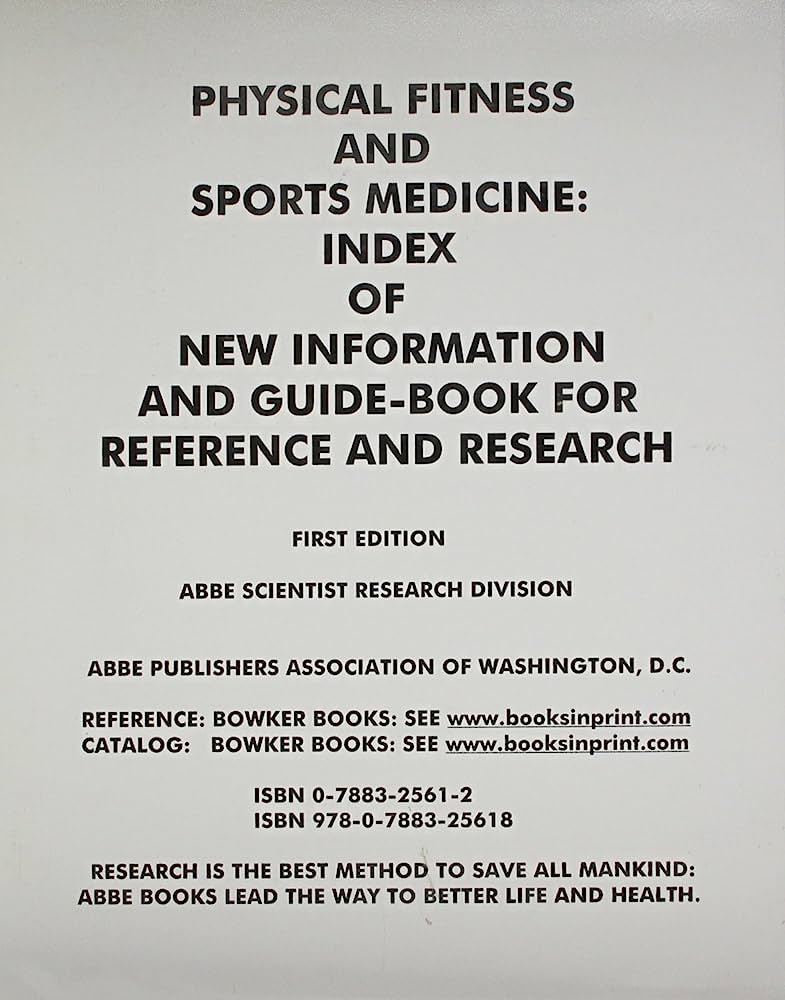 PHYSICAL FITNESS
AND
SPORTS MEDICINE:
INDEX
OF
NEW INFORMATION
AND GUIDE-BOOK FOR
REFERENCE AND RESEARCH
FIRST EDITION
ABBE SCIENTIST RESEARCH DIVISION
ABBE PUBLISHERS ASSOCIATION OF WASHINGTON, D.C.
REFERENCE: BOWKER BOOKS: SEE www.booksinprint.com
CATALOG: BOWKER BOOKS: SEE www.booksinprint.com
ISBN 0-7883-2561-2
ISBN 978-0-7883-25618
RESEARCH IS THE BEST METHOD TO SAVE ALL MANKIND:
ABBE BOOKS LEAD THE WAY TO BETTER LIFE AND HEALTH.